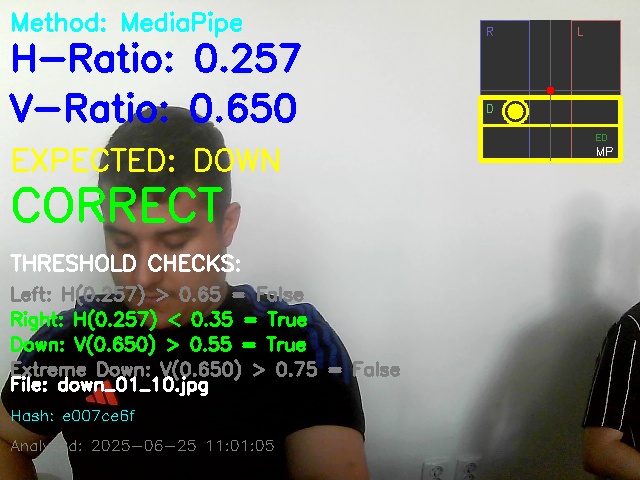 Method: MediaPipe
H-Ratio: 0.257
V-Ratio: 0.650
EXPECTED: DOWN
CORRECT
THRESHOLD CHECKS:
Left: H(0.257) > 0.65 = False
Right: H(0.257) < 0.35 = True
Down: V(0.650) > 0.55 = True
Extreme Down: V(0.650) > 0.75 = False
File: down_01_10.jpg
Hash: e007ce6f
Analyzed: 2025-06-25 11:01:05
R
L
D
ED
MP